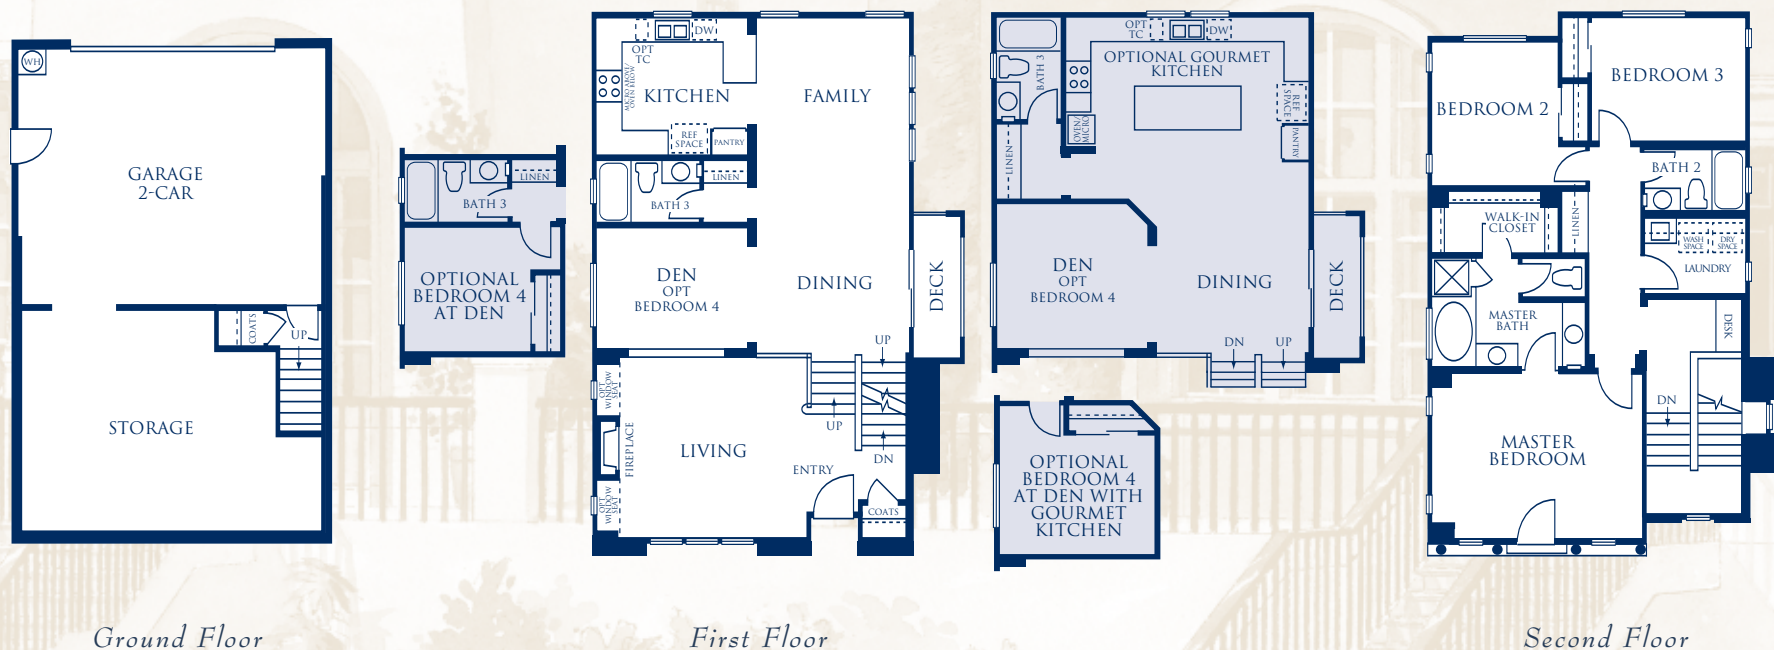 WH
GARAGE
2-CAR
COATS
UP
STORAGE
Ground Floor
LINEN
BATH 3
OPTIONAL
BEDROOM 4
AT DEN
OPT
TC
DW
MICRO ABOVE/
OVEN BELOW
KITCHEN
FAMILY
REF
SPACE
PANTRY
LINEN
BATH 3
DEN
OPT
BEDROOM 4
DINING
DECK
UP
OPT
WINDOW
SEAT
UP
FIREPLACE
LIVING
DN
ENTRY
OPT
WINDOW
SEAT
COATS
First Floor
OPT
TC
DW
BATH 3
OPTIONAL GOURMET
KITCHEN
REF
SPACE
OVEN/
MICRO
PANTRY
LINEN
DEN
OPT
BEDROOM 4
DINING
DECK
DN
UP
OPTIONAL
BEDROOM 4
AT DEN WITH
GOURMET
KITCHEN
BEDROOM 3
BEDROOM 2
BATH 2
WALK-IN
CLOSET
LINEN
WASH
SPACE
DRY
SPACE
LAUNDRY
MASTER
BATH
DESK
DN
MASTER
BEDROOM
Second Floor